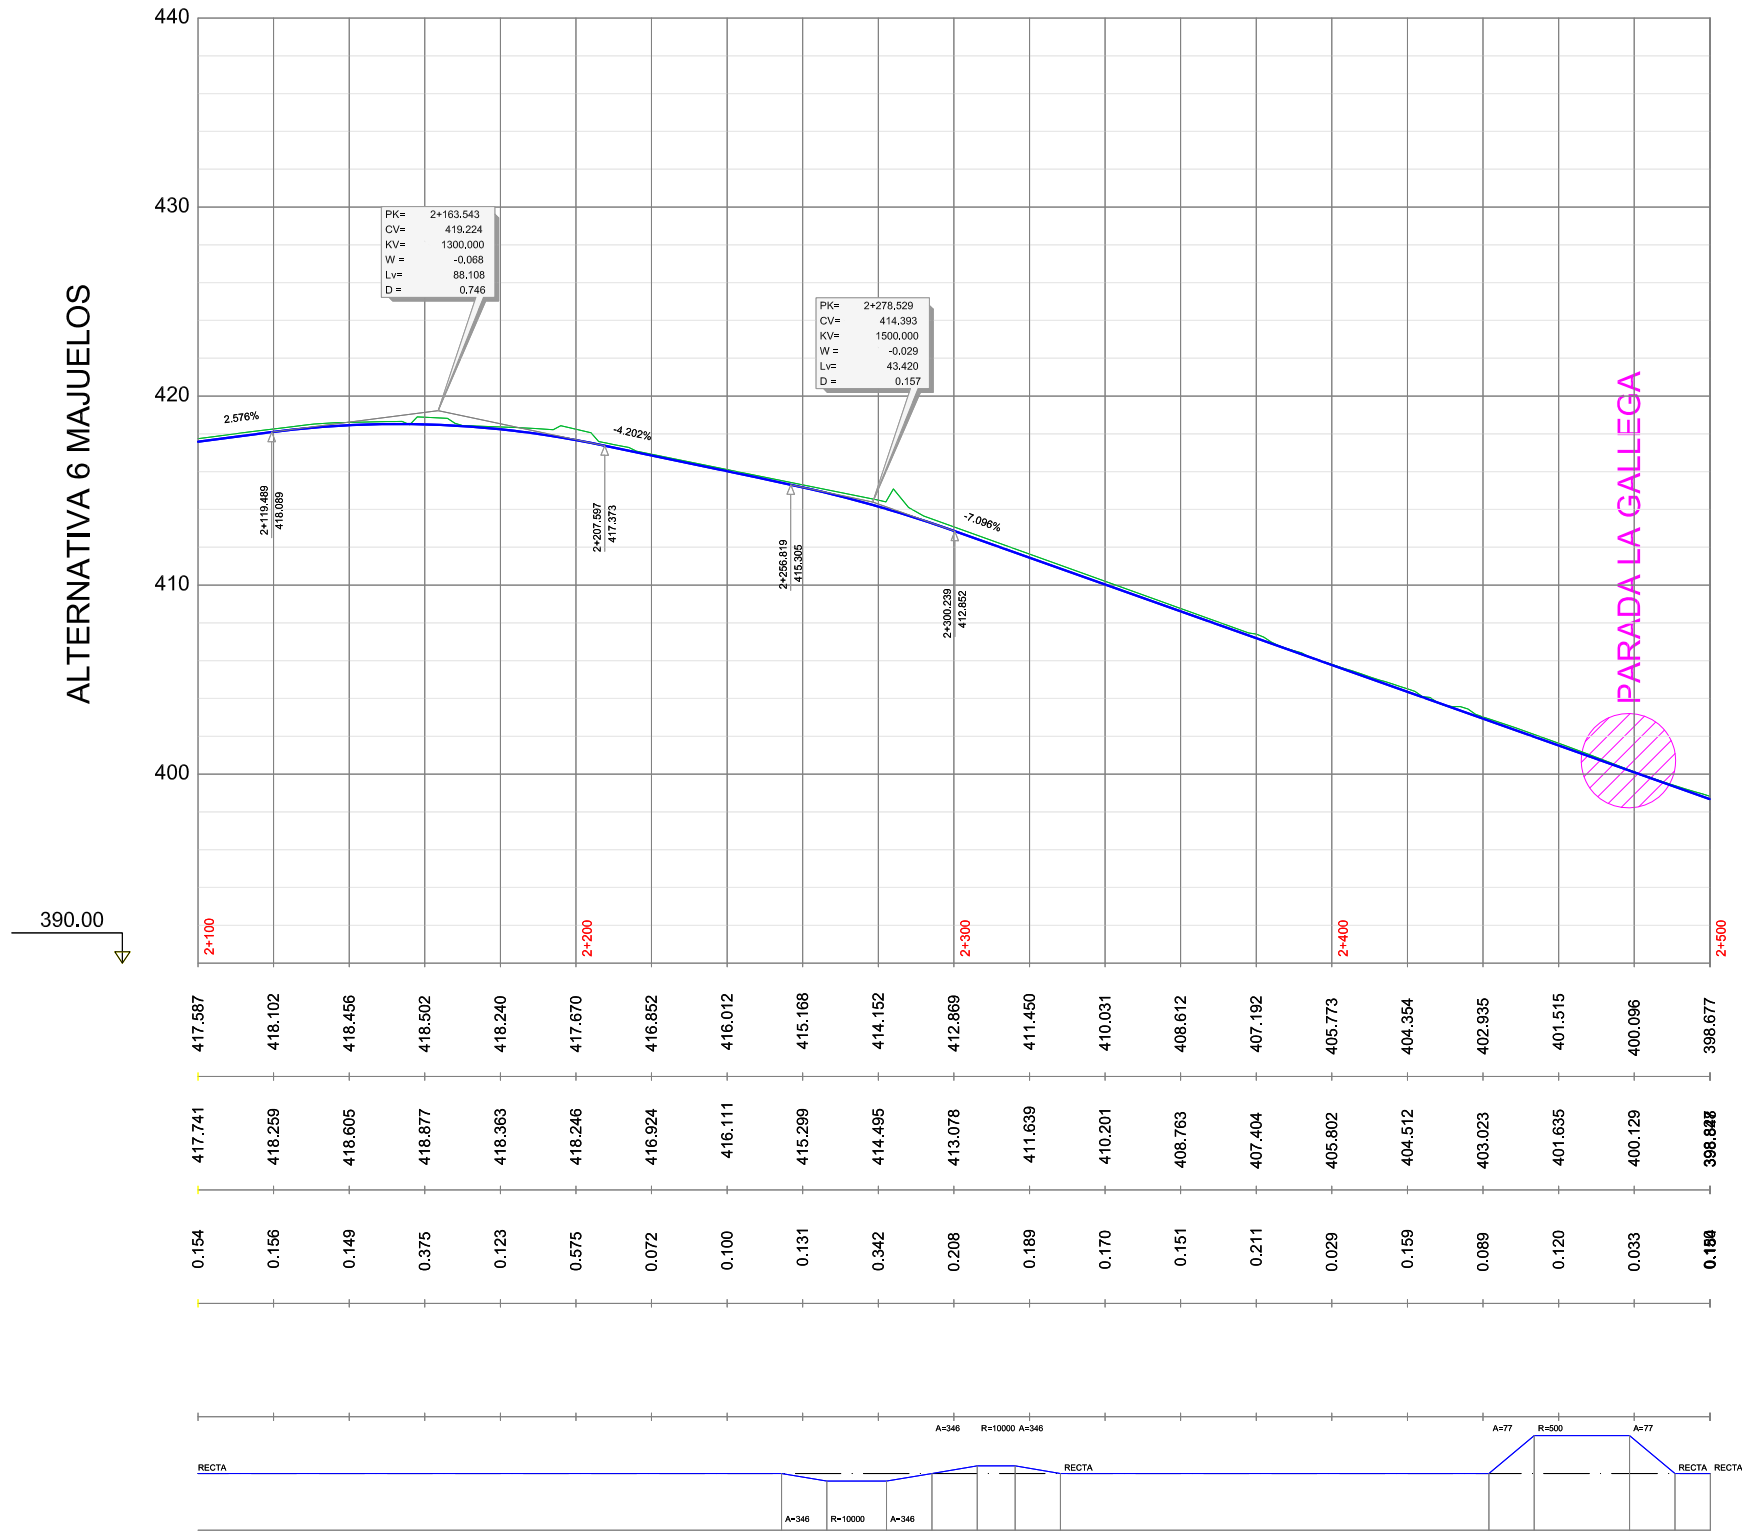 440
430
420
410
400
390.00
ALTERNATIVA 6 MAJUELOS
PK= 2+163.543
CV= 419.224
KV= 1300.000
W = -0.068
Lv= 88.108
D = 0.746
PK= 2+278.529
CV= 414.393
KV= 1500.000
W = -0.029
Lv= 43.420
D = 0.157
2.576%
-4.202%
-7.096%
2+119.489
418.089
2+207.597
417.373
2+256.819
415.305
2+300.239
412.852
PARADA LA GALLEGA
2+100
2+200
2+300
2+400
2+500
417.587 418.102 418.456 418.502 418.240 417.670 416.852 416.012 415.168 414.152 412.869 411.450 410.031 408.612 407.192 405.773 404.354 402.935 401.515 400.096 398.677
417.741 418.259 418.605 418.877 418.363 418.246 416.924 416.111 415.299 414.495 413.078 411.639 410.201 408.763 407.404 405.802 404.512 403.023 401.635 400.129
0.154 0.156 0.149 0.375 0.123 0.575 0.072 0.100 0.131 0.342 0.208 0.189 0.170 0.151 0.211 0.029 0.159 0.089 0.120 0.033
A=346 R=10000 A=346 A=77 R=500 A=77
RECTA RECTA RECTA RECTA
A=346 R=10000 A=346